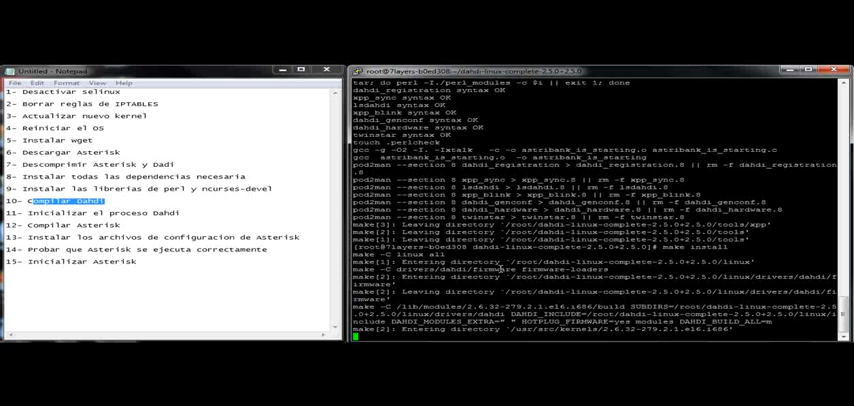 Untitled - Notepad
File Edit Format View Help
1- Desactivar selinux
2- Borrar reglas de IPTABLES
3- Actualizar nuevo kernel
4- Reiniciar el OS
5- Instalar wget
6- Descargar Asterisk
7- Descomprimir Asterisk y Dadi
8- Instalar todas las dependencias necesaria
9- Instalar las librerias de perl y ncurses-devel
10- Compilar Dahdi
11- Inicializar el proceso Dahdi
12- Compilar Asterisk
13- Instalar los archivos de configuracion de Asterisk
14- Probar que Asterisk se ejecuta correctamente
15- Inicializar Asterisk
root@7layers-b0ed308:~/dahdi-linux-complete-2.5.0+2.5.0
tar; do perl -I./perl_modules -c $i || exit 1; done
dahdi_registration syntax OK
xpp_sync syntax OK
lsdahdi syntax OK
xpp_blink syntax OK
dahdi_genconf syntax OK
dahdi_hardware syntax OK
twinstar syntax OK
touch .perlcheck
gcc -g -O2 -I. -Ixtalk -c -o astribank_is_starting.o astribank_is_starting.c
gcc astribank_is_starting.o -o astribank_is_starting
pod2man --section 8 dahdi_registration > dahdi_registration.8 || rm -f dahdi_registration
.8
pod2man --section 8 xpp_sync > xpp_sync.8 || rm -f xpp_sync.8
pod2man --section 8 lsdahdi > lsdahdi.8 || rm -f lsdahdi.8
pod2man --section 8 xpp_blink > xpp_blink.8 || rm -f xpp_blink.8
pod2man --section 8 dahdi_genconf > dahdi_genconf.8 || rm -f dahdi_genconf.8
pod2man --section 8 dahdi_hardware > dahdi_hardware.8 || rm -f dahdi_hardware.8
pod2man --section 8 twinstar > twinstar.8 || rm -f twinstar.8
make[3]: Leaving directory `/root/dahdi-linux-complete-2.5.0+2.5.0/tools/xpp'
make[2]: Leaving directory `/root/dahdi-linux-complete-2.5.0+2.5.0/tools'
make[1]: Leaving directory `/root/dahdi-linux-complete-2.5.0+2.5.0/tools'
[root@7layers-b0ed308 dahdi-linux-complete-2.5.0+2.5.0]# make install
make -C linux all
make[1]: Entering directory `/root/dahdi-linux-complete-2.5.0+2.5.0/linux'
make -C drivers/dahdi/firmware firmware-loaders
make[2]: Entering directory `/root/dahdi-linux-complete-2.5.0+2.5.0/linux/drivers/dahdi/f
irmware'
make[2]: Leaving directory `/root/dahdi-linux-complete-2.5.0+2.5.0/linux/drivers/dahdi/fi
rmware'
make -C /lib/modules/2.6.32-279.2.1.el6.i686/build SUBDIRS=/root/dahdi-linux-complete-2.5
.0+2.5.0/linux/drivers/dahdi DAHDI_INCLUDE=/root/dahdi-linux-complete-2.5.0+2.5.0/linux/i
nclude DAHDI_MODULES_EXTRA=" " HOTPLUG_FIRMWARE=yes modules DAHDI_BUILD_ALL=m
make[2]: Entering directory `/usr/src/kernels/2.6.32-279.2.1.el6.i686'